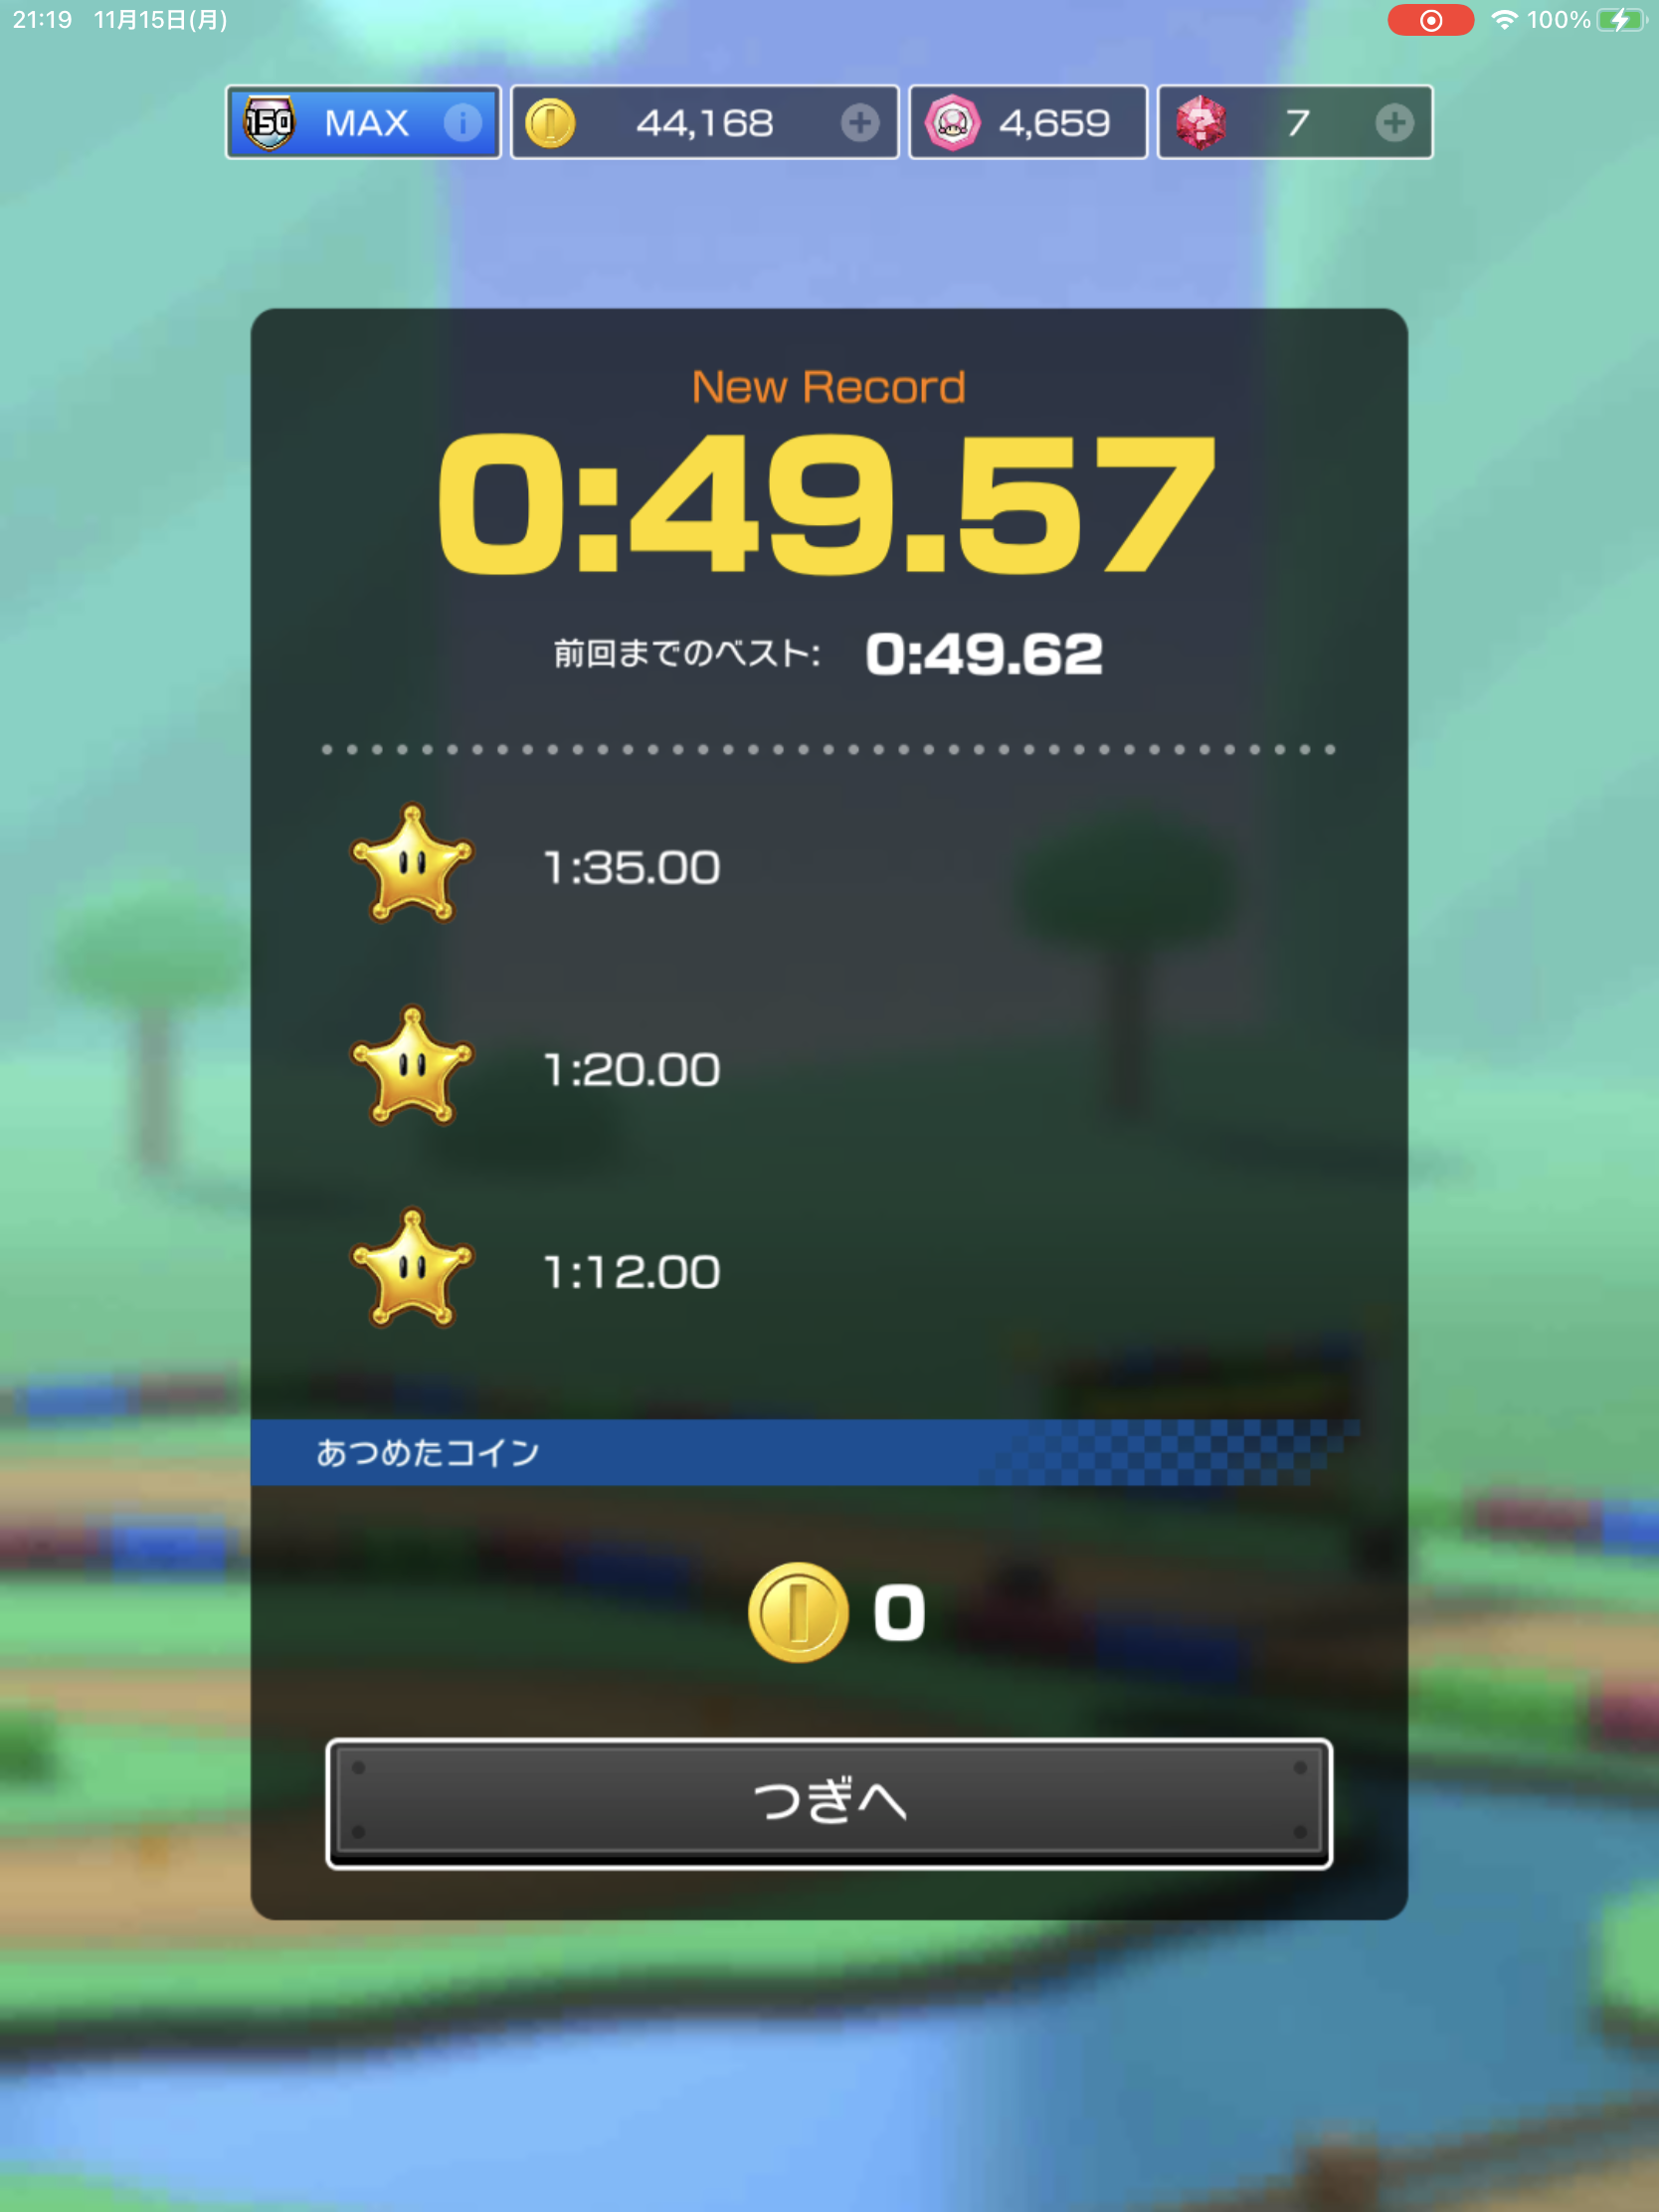 21:19 11月15日(月) 100%
150 MAX i 44,168 + 4,659 ? 7 +
New Record
0:49.57
前回までのベスト: 0:49.62
1:35.00
1:20.00
1:12.00
あつめたコイン
0
つぎへ